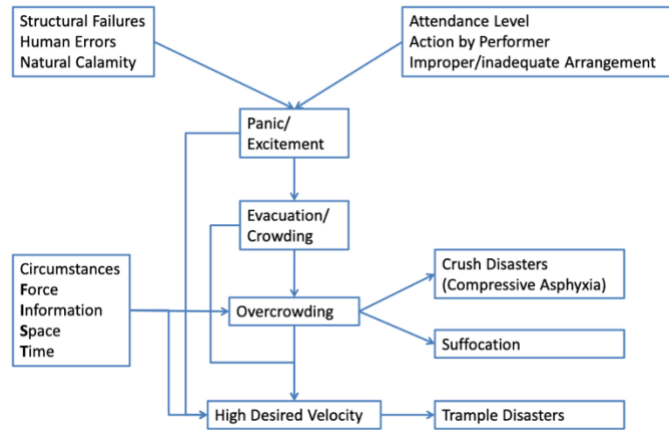 Structural Failures
Human Errors
Natural Calamity
Attendance Level
Action by Performer
Improper/inadequate Arrangement
Panic/
Excitement
Evacuation/
Crowding
Circumstances
Force
Information
Space
Time
Overcrowding
Crush Disasters
(Compressive Asphyxia)
Suffocation
High Desired Velocity
Trample Disasters